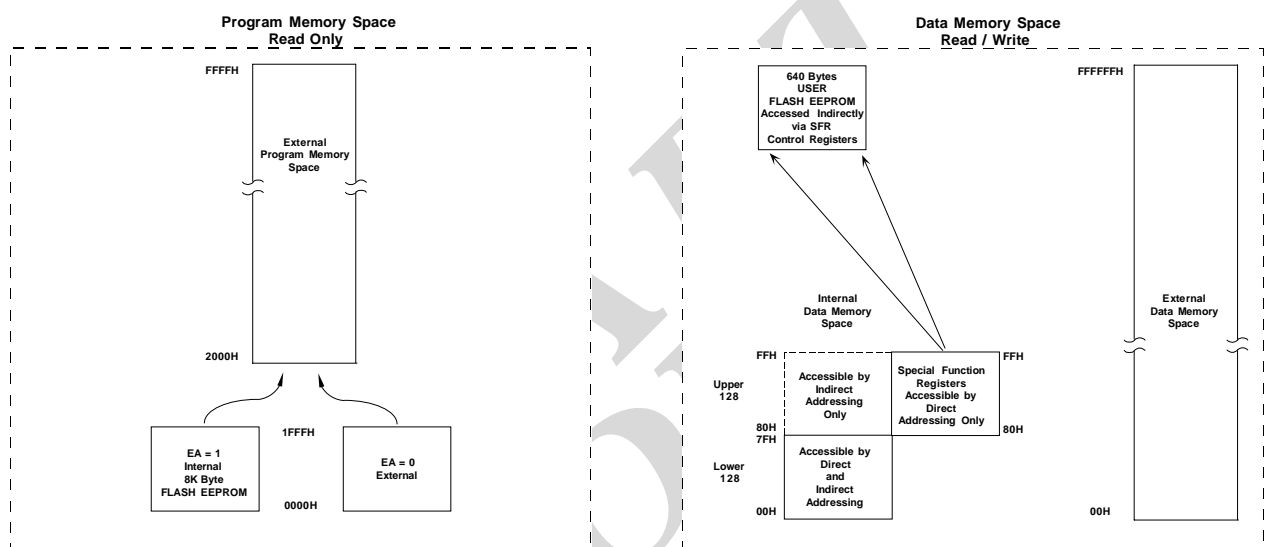 Program Memory Space
Read Only
FFFFH
External
Program Memory
Space
2000H
1FFFH
EA = 1
Internal
8K Byte
FLASH EEPROM
EA = 0
External
0000H
Data Memory Space
Read / Write
640 Bytes
USER
FLASH EEPROM
Accessed Indirectly
via SFR
Control Registers
FFFFFFH
Internal
Data Memory
Space
External
Data Memory
Space
FFH
Upper
128
Accessible by
Indirect
Addressing
Only
Special Function
Registers
Accessible by
Direct
Addressing Only
FFH
80H
80H
7FH
Lower
128
Accessible by
Direct
and
Indirect
Addressing
00H
00H